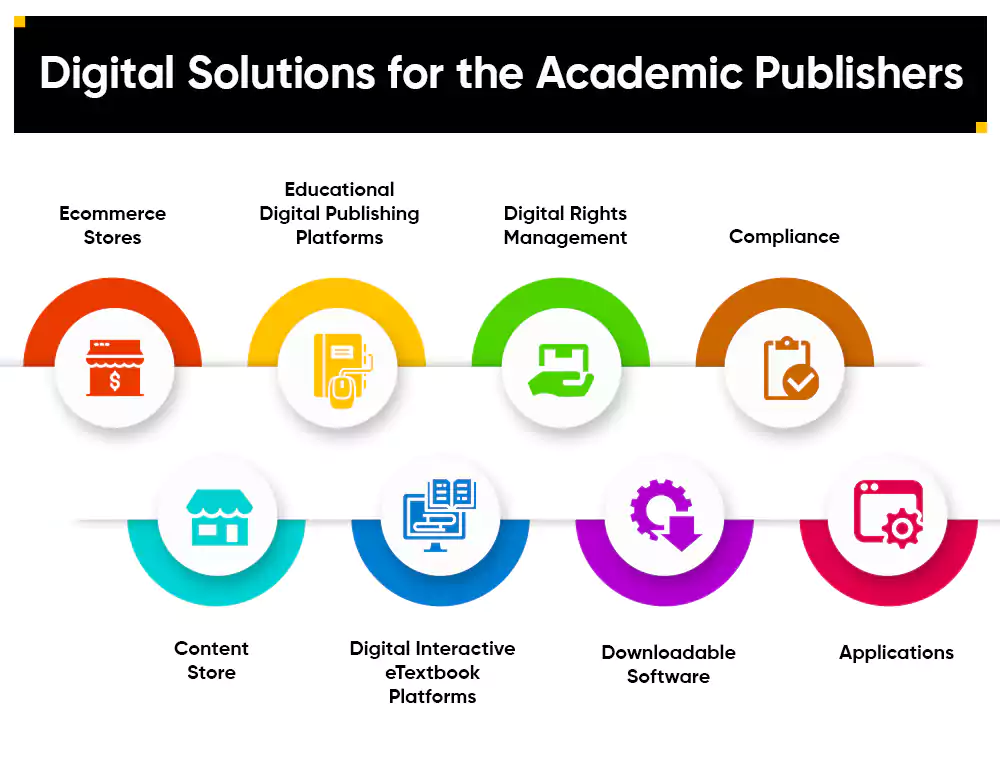 Digital Solutions for the Academic Publishers
Ecommerce
Stores
Educational
Digital Publishing
Platforms
Digital Rights
Management
Compliance
$
Content
Store
Digital Interactive
eTextbook
Platforms
Downloadable
Software
Applications